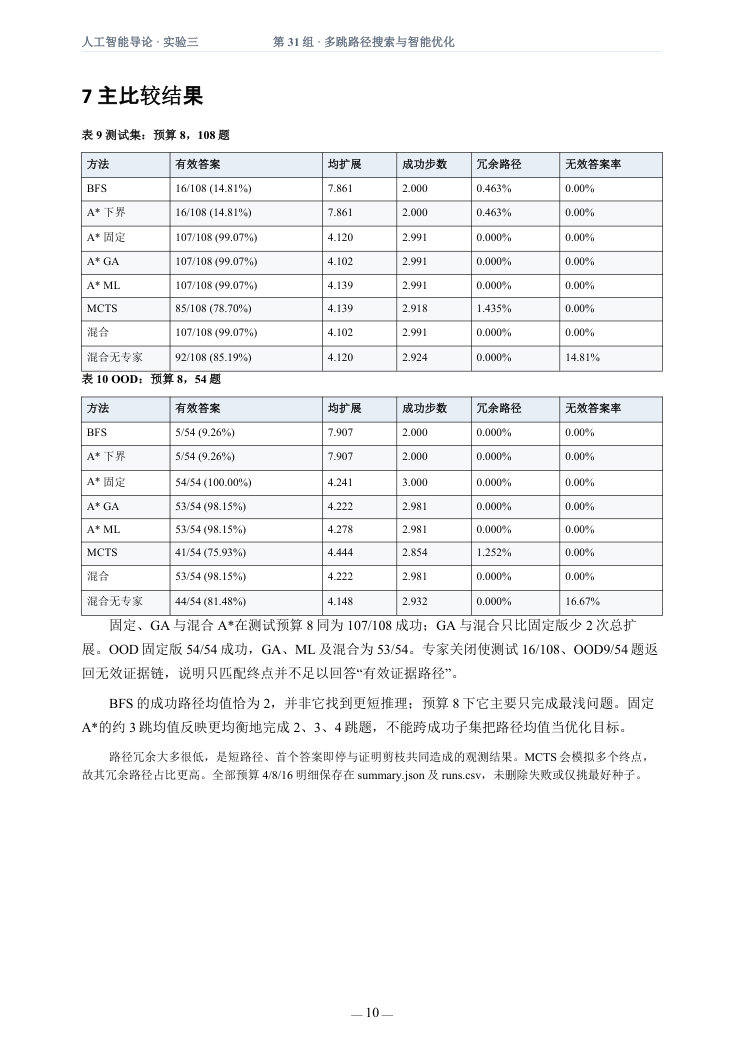 人工智能导论 · 实验三 第 31 组 · 多跳路径搜索与智能优化
7 主比较结果
表 9 测试集：预算 8，108 题
方法 有效答案 均扩展 成功步数 冗余路径 无效答案率
BFS 16/108 (14.81%) 7.861 2.000 0.463% 0.00%
A* 下界 16/108 (14.81%) 7.861 2.000 0.463% 0.00%
A* 固定 107/108 (99.07%) 4.120 2.991 0.000% 0.00%
A* GA 107/108 (99.07%) 4.102 2.991 0.000% 0.00%
A* ML 107/108 (99.07%) 4.139 2.991 0.000% 0.00%
MCTS 85/108 (78.70%) 4.139 2.918 1.435% 0.00%
混合 107/108 (99.07%) 4.102 2.991 0.000% 0.00%
混合无专家 92/108 (85.19%) 4.120 2.924 0.000% 14.81%
表 10 OOD：预算 8，54 题
方法 有效答案 均扩展 成功步数 冗余路径 无效答案率
BFS 5/54 (9.26%) 7.907 2.000 0.000% 0.00%
A* 下界 5/54 (9.26%) 7.907 2.000 0.000% 0.00%
A* 固定 54/54 (100.00%) 4.241 3.000 0.000% 0.00%
A* GA 53/54 (98.15%) 4.222 2.981 0.000% 0.00%
A* ML 53/54 (98.15%) 4.278 2.981 0.000% 0.00%
MCTS 41/54 (75.93%) 4.444 2.854 1.252% 0.00%
混合 53/54 (98.15%) 4.222 2.981 0.000% 0.00%
混合无专家 44/54 (81.48%) 4.148 2.932 0.000% 16.67%
固定、GA 与混合 A*在测试预算 8 同为 107/108 成功；GA 与混合只比固定版少 2 次总扩
展。OOD 固定版 54/54 成功，GA、ML 及混合为 53/54。专家关闭使测试 16/108、OOD9/54 题返
回无效证据链，说明只匹配终点并不足以回答“有效证据路径”。
BFS 的成功路径均值恰为 2，并非它找到更短推理；预算 8 下它主要只完成最浅问题。固定
A*的约 3 跳均值反映更均衡地完成 2、3、4 跳题，不能跨成功子集把路径均值当优化目标。
路径冗余大多很低，是短路径、首个答案即停与证明剪枝共同造成的观测结果。MCTS 会模拟多个终点，
故其冗余路径占比更高。全部预算 4/8/16 明细保存在 summary.json 及 runs.csv，未删除失败或仅挑最好种子。
— 10 —